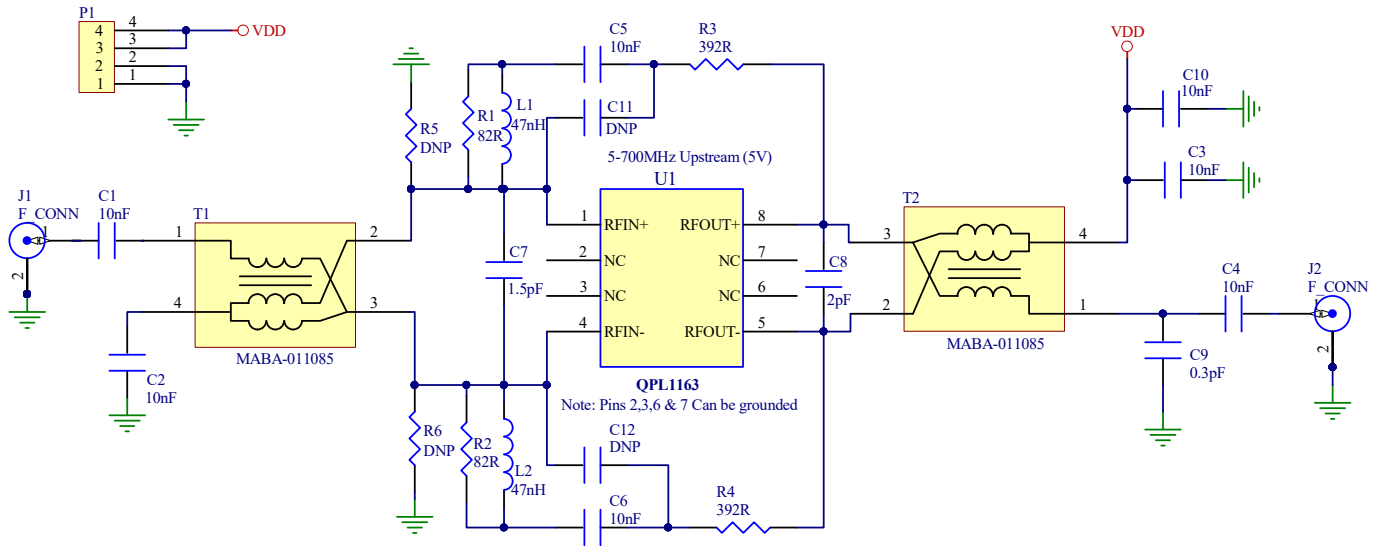 P1
4
3
2
1
4
3
2
1
VDD
C5
10nF
R3
392R
C11
DNP
R1
82R
L1
47nH
R5
DNP
VDD
C10
10nF
C3
10nF
5-700MHz Upstream (5V)
U1
J1
F_CONN
1
2
C1
10nF
T1
1
4
2
3
MABA-011085
C2
10nF
C7
1.5pF
1
2
3
4
RFIN+
NC
NC
RFIN-
RFOUT+
NC
NC
RFOUT-
8
7
6
5
C8
2pF
T2
3
2
4
1
MABA-011085
C4
10nF
J2
F_CONN
1
2
C9
0.3pF
QPL1163
Note: Pins 2,3,6 & 7 Can be grounded
R6
DNP
R2
82R
L2
47nH
C12
DNP
C6
10nF
R4
392R